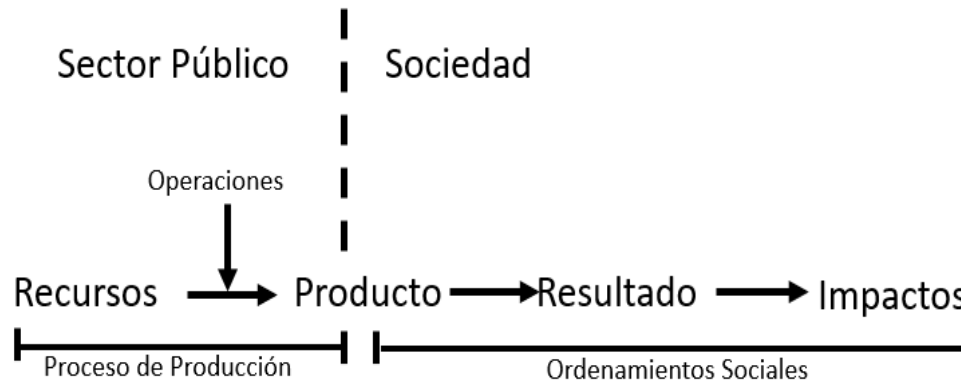 Sector Público
Sociedad
Operaciones
Recursos
Producto
Resultado
Impactos
Proceso de Producción
Ordenamientos Sociales